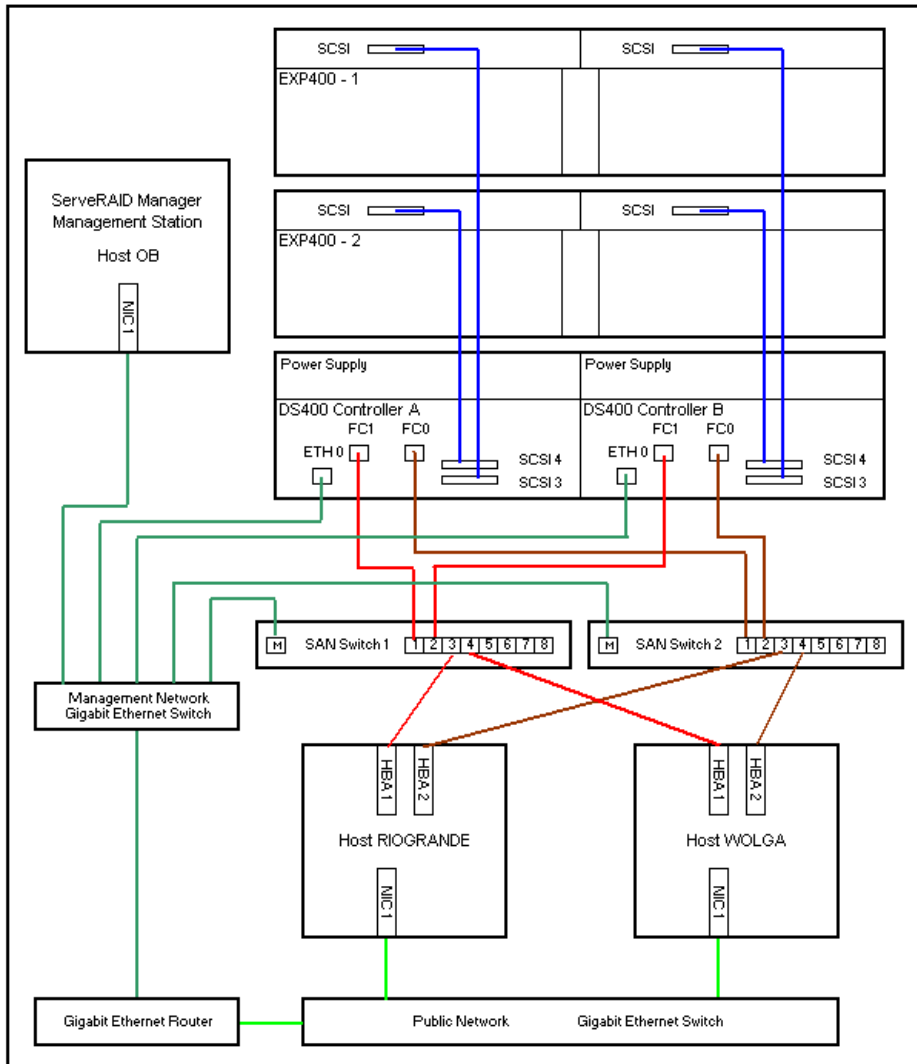 SCSI SCSI
EXP400 - 1
ServeRAID Manager
Management Station
Host OB
NIC 1
SCSI SCSI
EXP400 - 2
Power Supply Power Supply
DS400 Controller A DS400 Controller B
FC1 FC0 FC1 FC0
ETH 0 SCSI 4 ETH 0 SCSI 4
SCSI 3 SCSI 3
M SAN Switch 1 1 2 3 4 5 6 7 8
M SAN Switch 2 1 2 3 4 5 6 7 8
Management Network
Gigabit Ethernet Switch
HBA 1 HBA 2 HBA 1 HBA 2
Host RIOGRANDE Host WOLGA
NIC 1 NIC 1
Gigabit Ethernet Router Public Network Gigabit Ethernet Switch